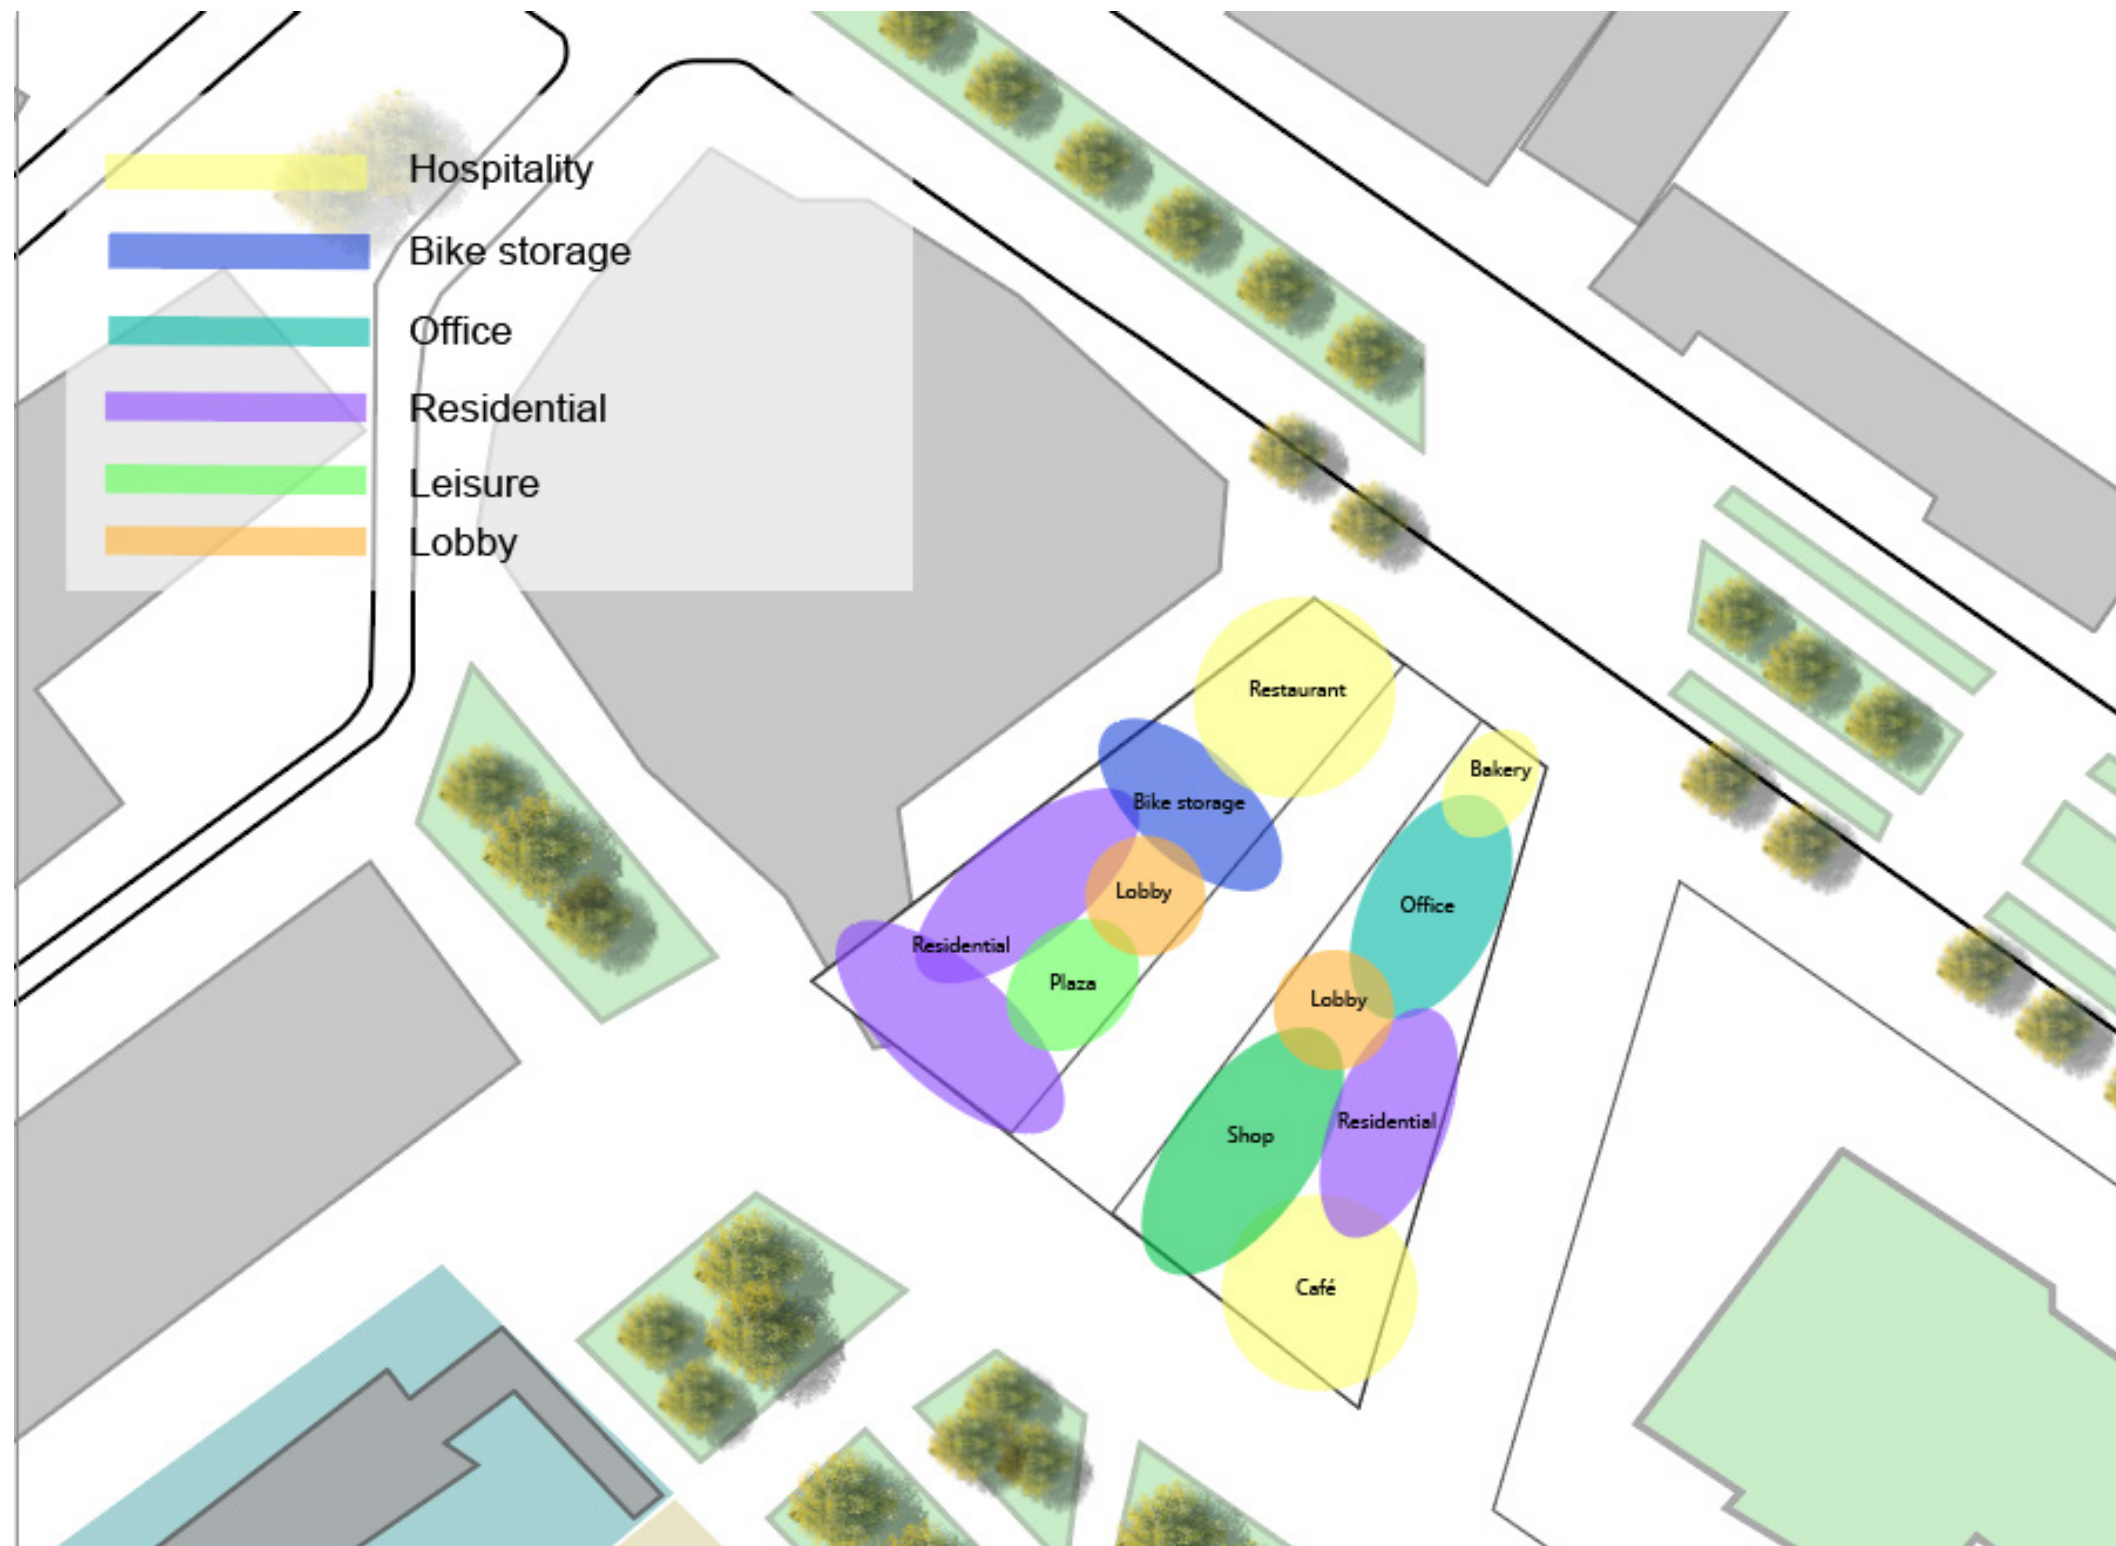 Hospitality
Bike storage
Office
Residential
Leisure
Lobby
Restaurant
Bakery
Bike storage
Lobby
Office
Residential
Plaza
Lobby
Shop
Residential
Café